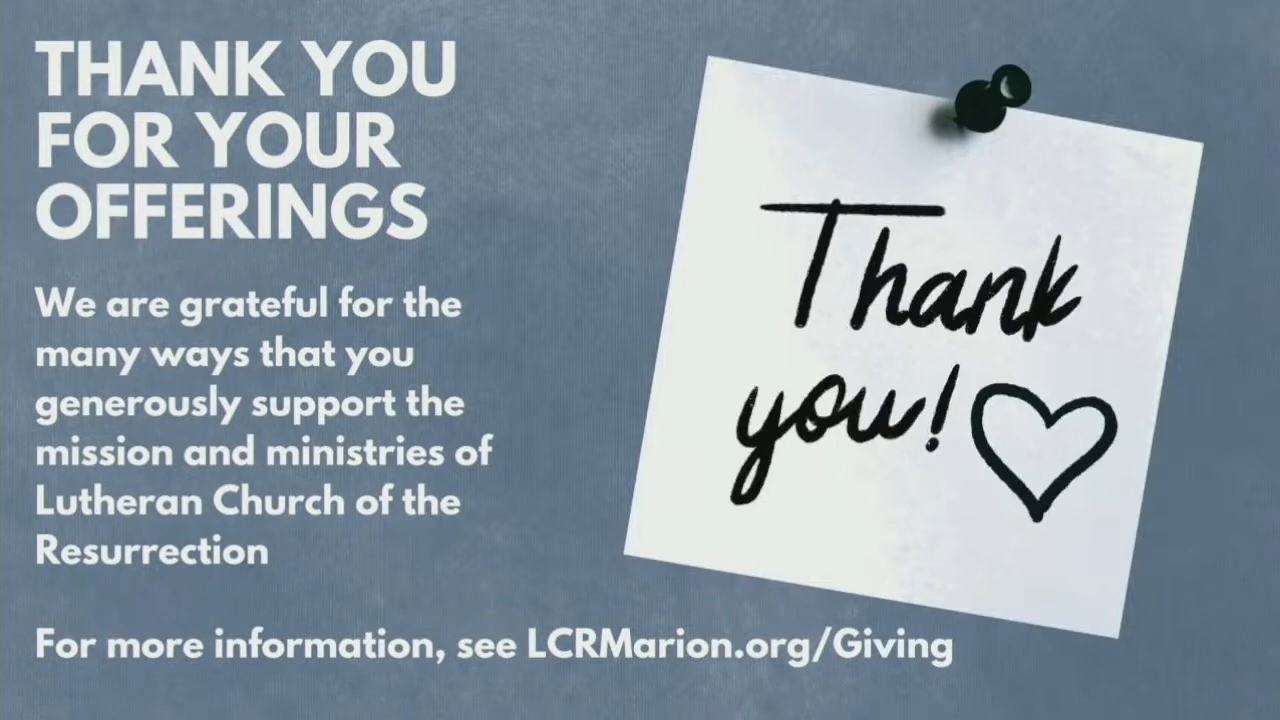 THANK YOU
FOR YOUR
OFFERINGS
We are grateful for the
many ways that you
generously support the
mission and ministries of
Lutheran Church of the
Resurrection
For more information, see LCRMarion.org/Giving
Thank
you!